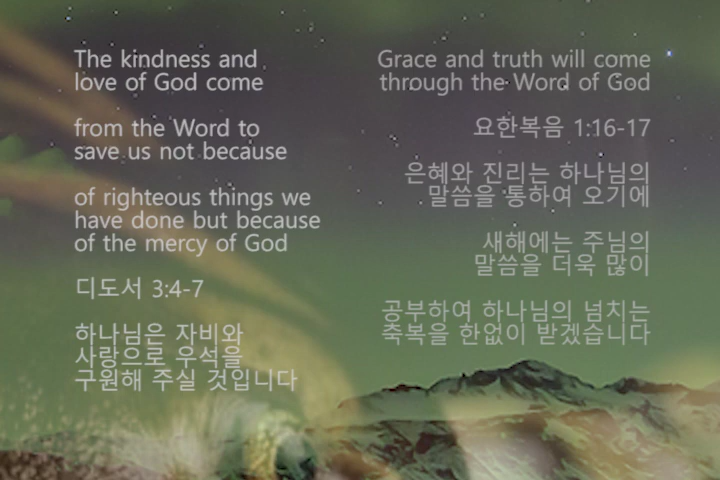 The kindness and
love of God come
from the Word to
save us not because
of righteous things we
have done but because
of the mercy of God
디도서 3:4-7
하나님은 자비와
사랑으로 우석을
구원해 주실 것입니다
Grace and truth will come
through the Word of God
요한복음 1:16-17
은혜와 진리는 하나님의
말씀을 통하여 오기에
새해에는 주님의
말씀을 더욱 많이
공부하여 하나님의 넘치는
축복을 한없이 받겠습니다